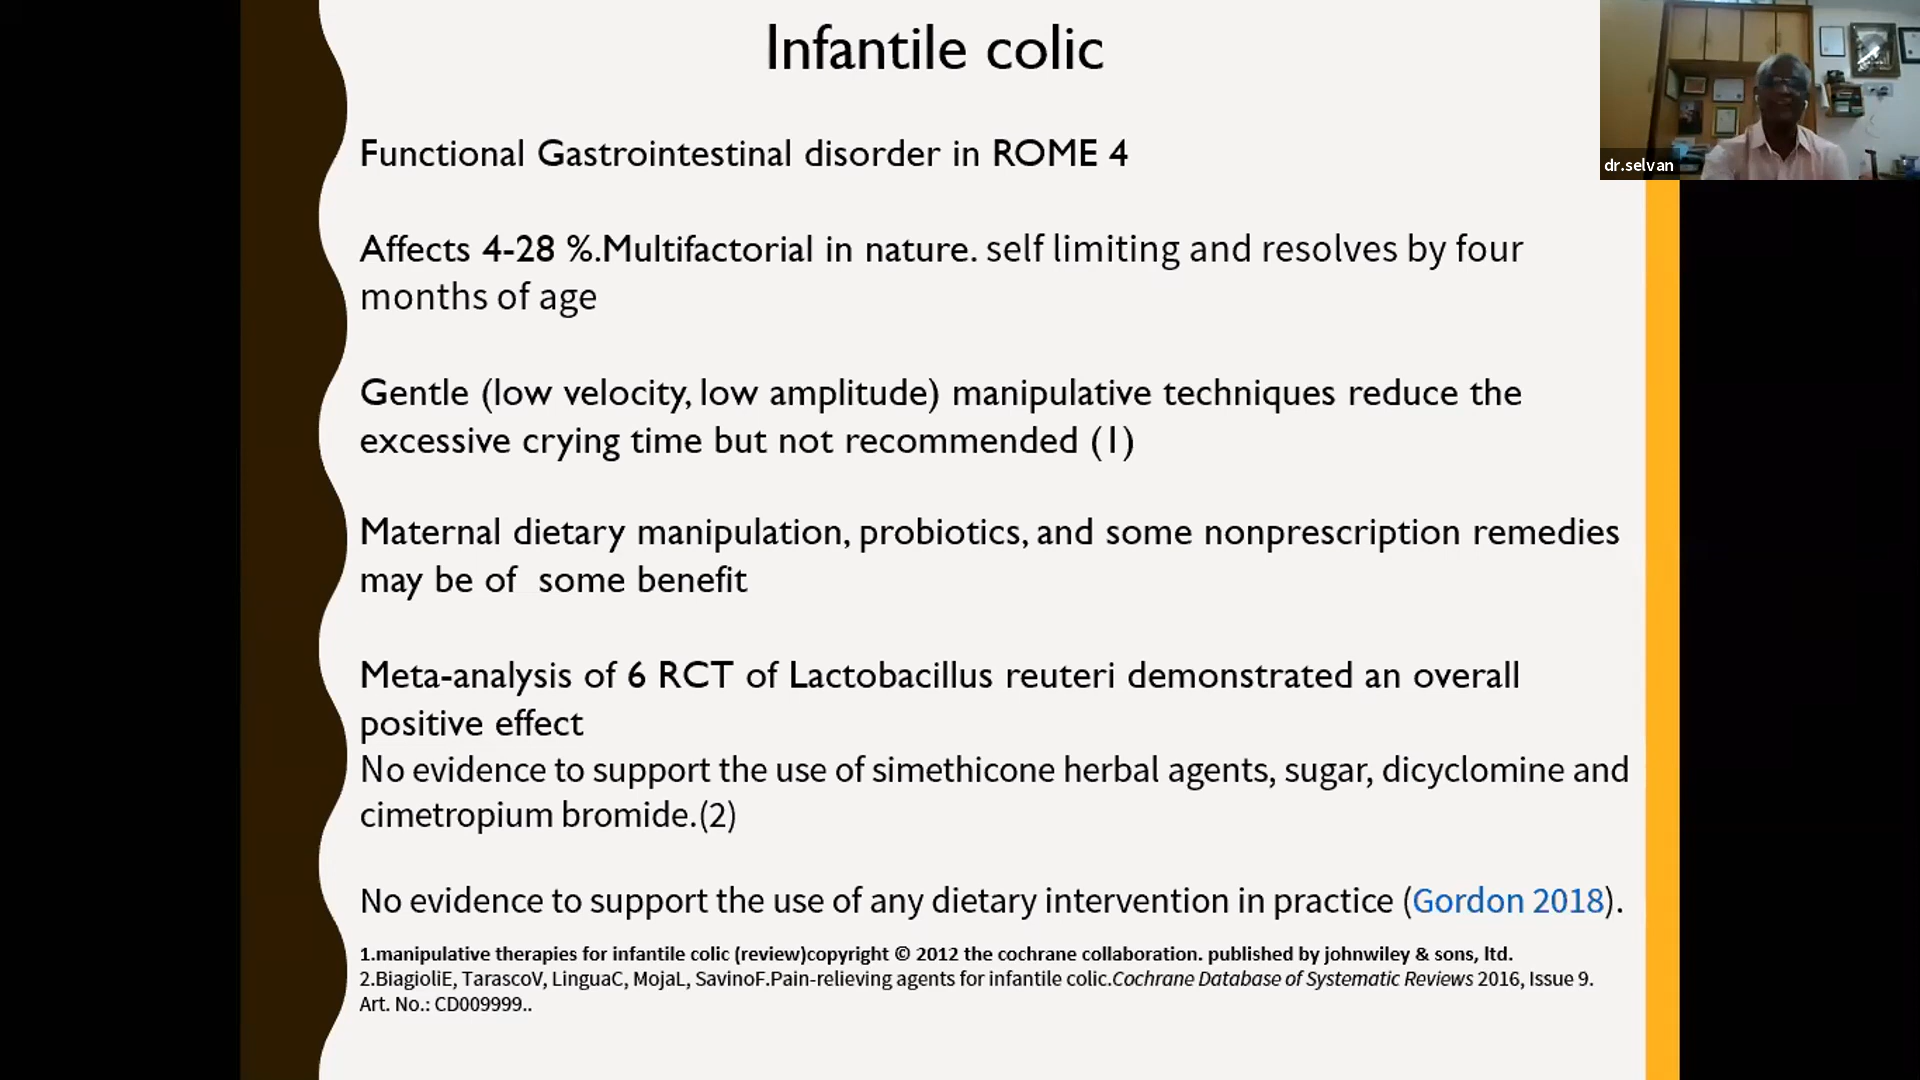 Infantile colic
dr.selvan
Functional Gastrointestinal disorder in ROME 4
Affects 4-28 %.Multifactorial in nature. self limiting and resolves by four
months of age
Gentle (low velocity, low amplitude) manipulative techniques reduce the
excessive crying time but not recommended (1)
Maternal dietary manipulation, probiotics, and some nonprescription remedies
may be of  some benefit
Meta-analysis of 6 RCT of Lactobacillus reuteri demonstrated an overall
positive effect
No evidence to support the use of simethicone herbal agents, sugar, dicyclomine and
cimetropium bromide.(2)
No evidence to support the use of any dietary intervention in practice (Gordon 2018).
1.manipulative therapies for infantile colic (review)copyright © 2012 the cochrane collaboration. published by johnwiley & sons, ltd.
2.BiagioliE, TarascoV, LinguaC, MojaL, SavinoF.Pain-relieving agents for infantile colic.Cochrane Database of Systematic Reviews 2016, Issue 9.
Art. No.: CD009999..